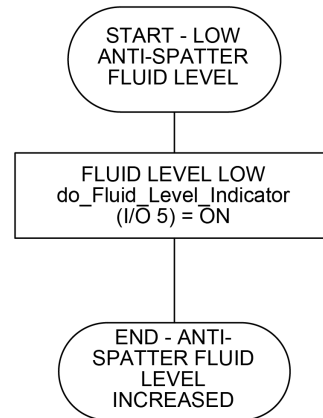 START - LOW
ANTI-SPATTER
FLUID LEVEL
FLUID LEVEL LOW
do_Fluid_Level_Indicator
(I/O 5) = ON
END - ANTI-
SPATTER FLUID
LEVEL
INCREASED